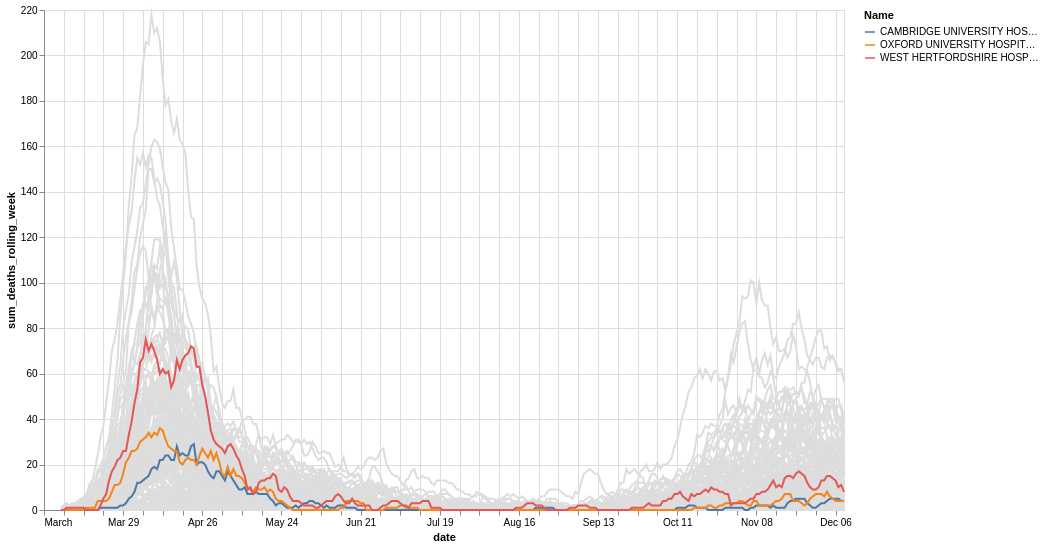 220
200
180
160
140
120
100
80
60
40
20
0
sum_deaths_rolling_week
March Mar 29 Apr 26 May 24 Jun 21 Jul 19 Aug 16 Sep 13 Oct 11 Nov 08 Dec 06
date
Name
CAMBRIDGE UNIVERSITY HOS…
OXFORD UNIVERSITY HOSPIT…
WEST HERTFORDSHIRE HOSP…